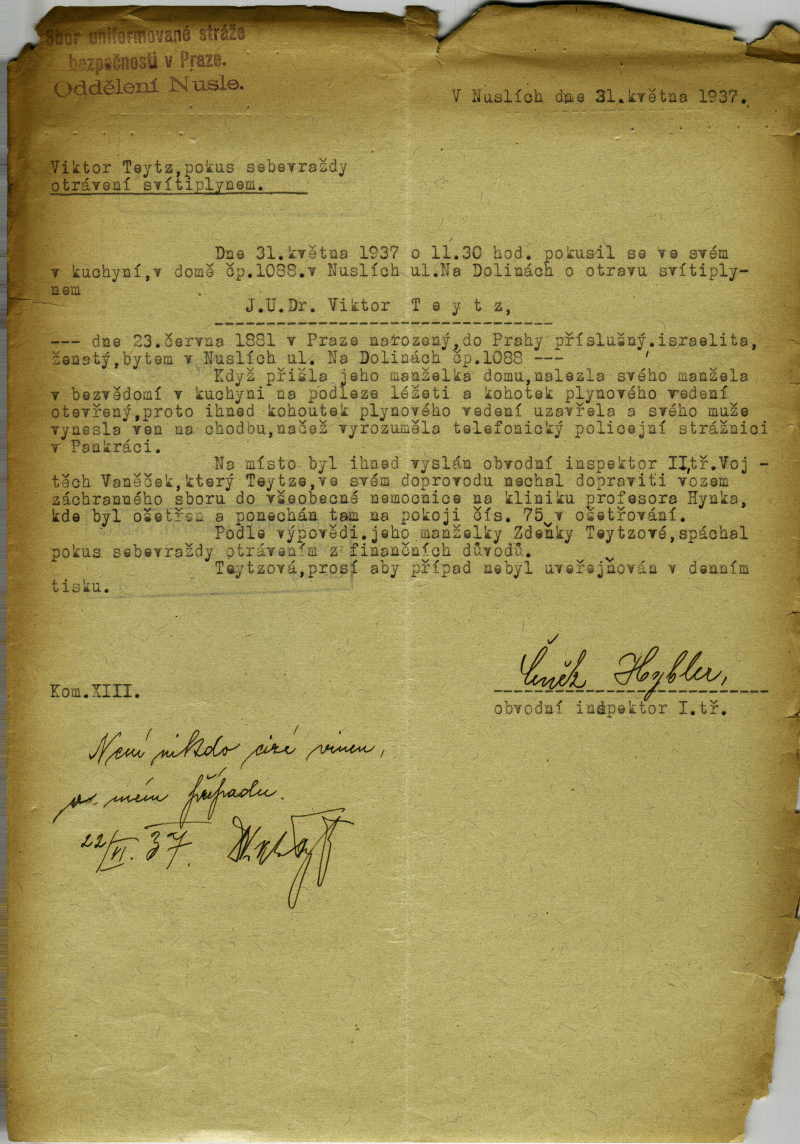 Sbor uniformované stráže
bezpečnosti v Praze.
Oddělení Nusle.
V Nuslích dne 31.května 1937.
Viktor Teytz,pokus sebevraždy
otrávení svítiplynem.
Dne 31.května 1937 o 11.30 hod. pokusil se ve svém
v kuchyní,v domě čp.1088.v Nuslích ul.Na Dolinách o otravu svítiply-
nem
J.U.Dr. Viktor T e y t z,
--- dne 23.června 1881 v Praze narozený,do Prahy příslušný.israelita,
ženatý,bytem v Nuslích ul. Na Dolinách čp.1088 ---
Když přišla jeho manželka domu,nalezla svého manžela
v bezvědomí v kuchyni na podleze ležeti a kohotek plynového vedení
otevřený,proto ihned kohoutek plynového vedení uzavřela a svého muže
vynesla ven na chodbu,načež vyrozuměla telefonický policejní strážnici
v Pankráci.
Na místo byl ihned vyslán obvodní inspektor II.tř.Voj -
těch Vaněček,který Teytze,ve svém doprovodu nechal dopraviti vozem
záchranného sboru do všeobecné nemocnice na kliniku profesora Hynka,
kde byl ošetřen a ponechán tam na pokoji čís. 75 v ošetřování.
Podle výpovědi.jeho manželky Zdeňky Teytzové,spáchal
pokus sebevraždy otrávením z finančních důvodů.
Teytzová,prosí aby případ nebyl uveřejňován v denním
tisku.
Čeněk Hybler,
Kom.XIII.
obvodní inspektor I.tř.
Není nikdo cizí vinen,
v mém případu.
22/VI. 37.